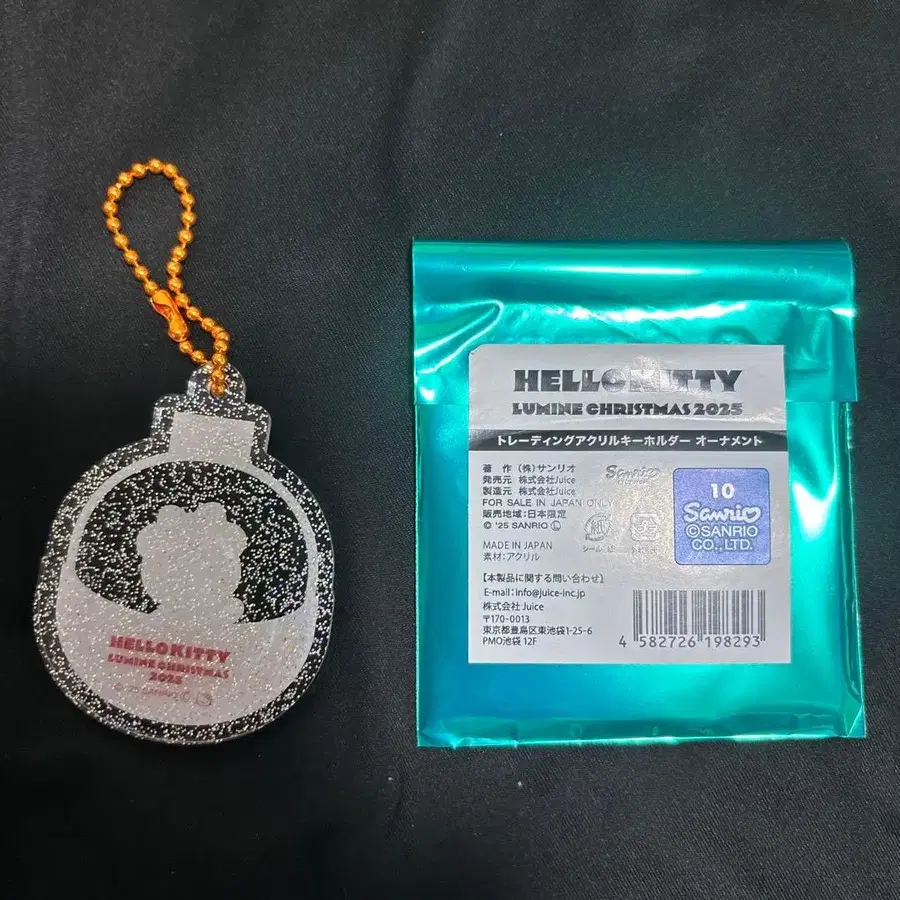 HELLO KITTY
LUMINE CHRISTMAS
2025
HELLO KITTY
LUMINE CHRISTMAS 2025
トレーディングアクリルキーホルダー オーナメント
著 作 (株)サンリオ
発売元 株式会社Juice
製造元 株式会社Juice
FOR SALE IN JAPAN ONLY
販売地域:日本限定
© '25 SANRIO Ⓛ
MADE IN JAPAN
素材:アクリル
Sanrio
紙
プラ
10
Sanrio
©SANRIO
CO., LTD.
【本製品に関する問い合わせ】
E-mail:info@juice-inc.jp
株式会社 Juice
〒170-0013
東京都豊島区東池袋1-25-6
PMO池袋 12F
4 582726 198293